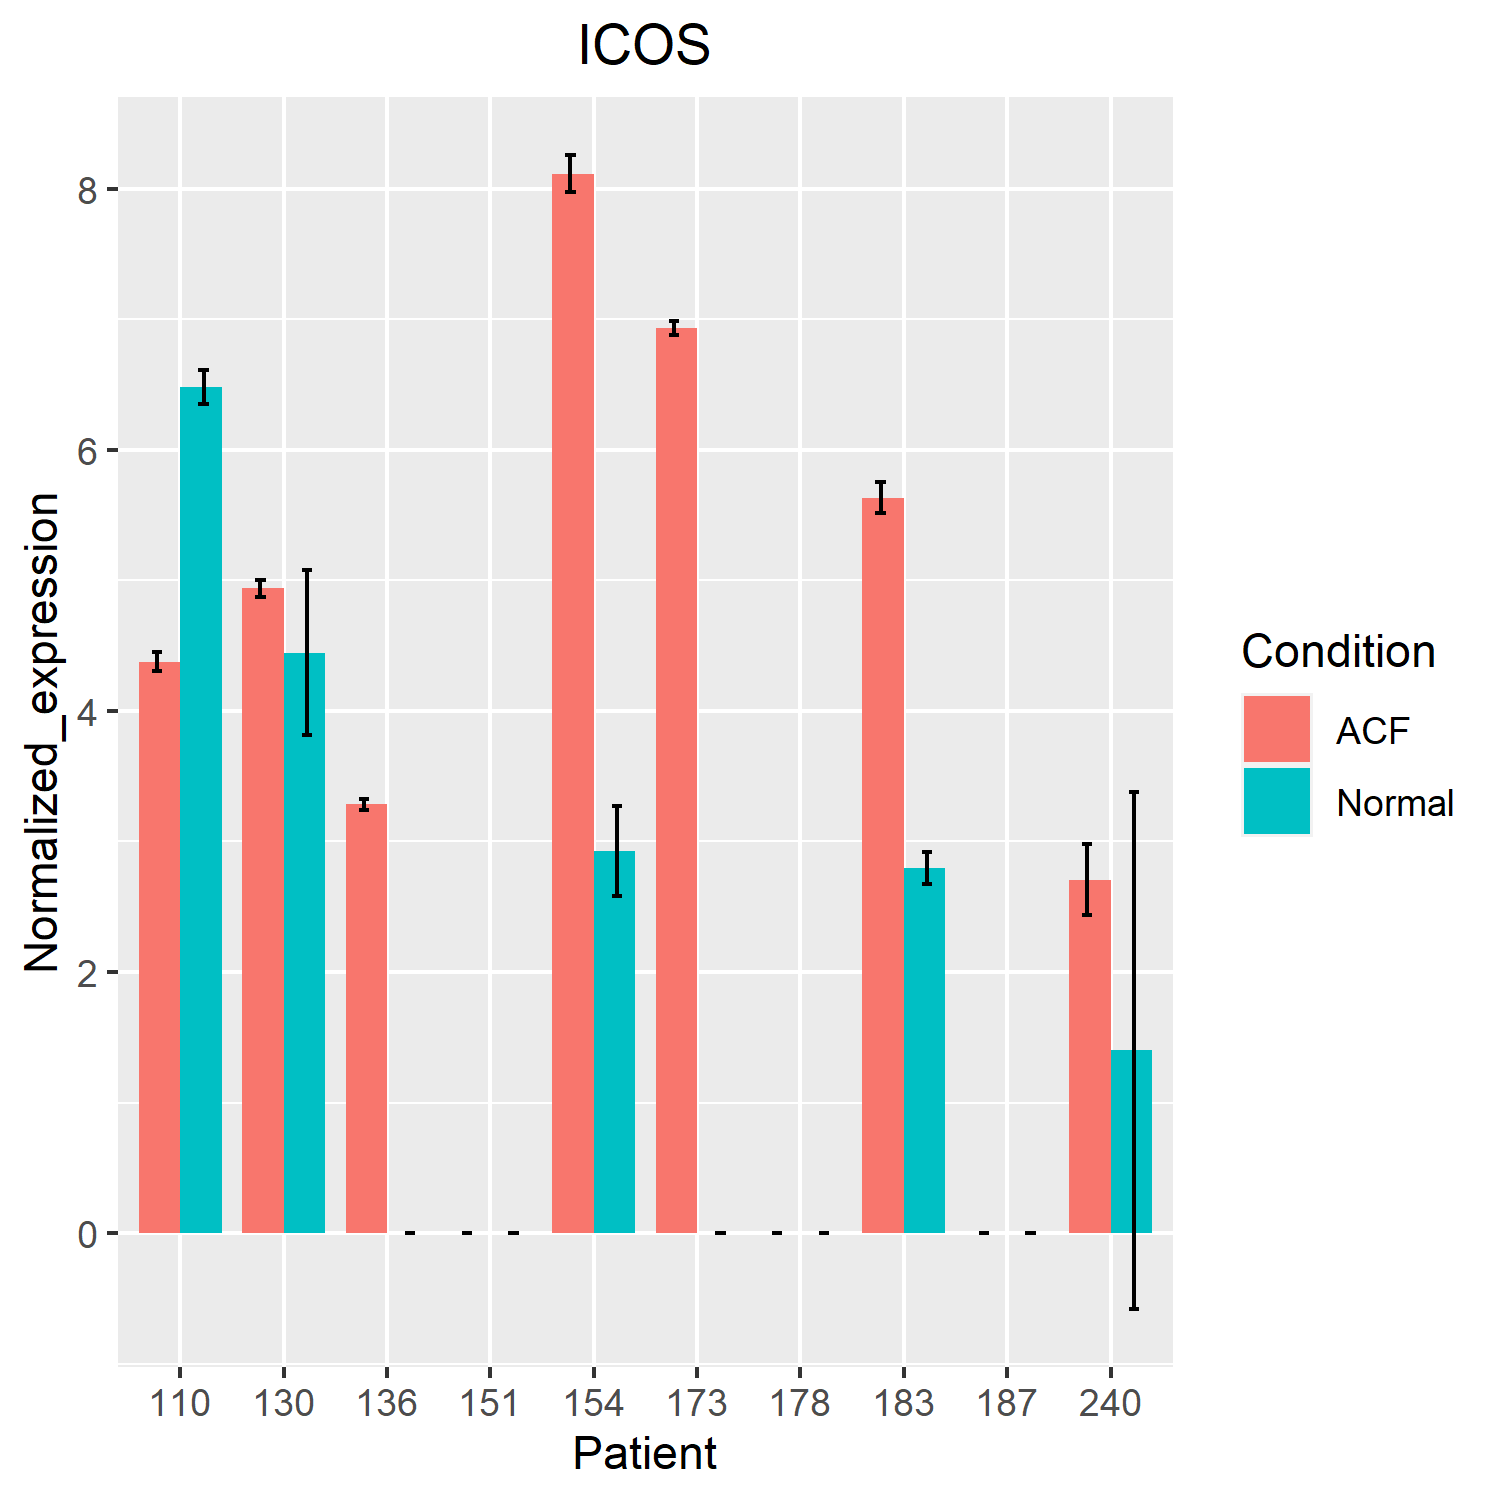 ICOS
Normalized_expression
8
6
4
2
0
110 130 136 151 154 173 178 183 187 240
Patient
Condition
ACF
Normal